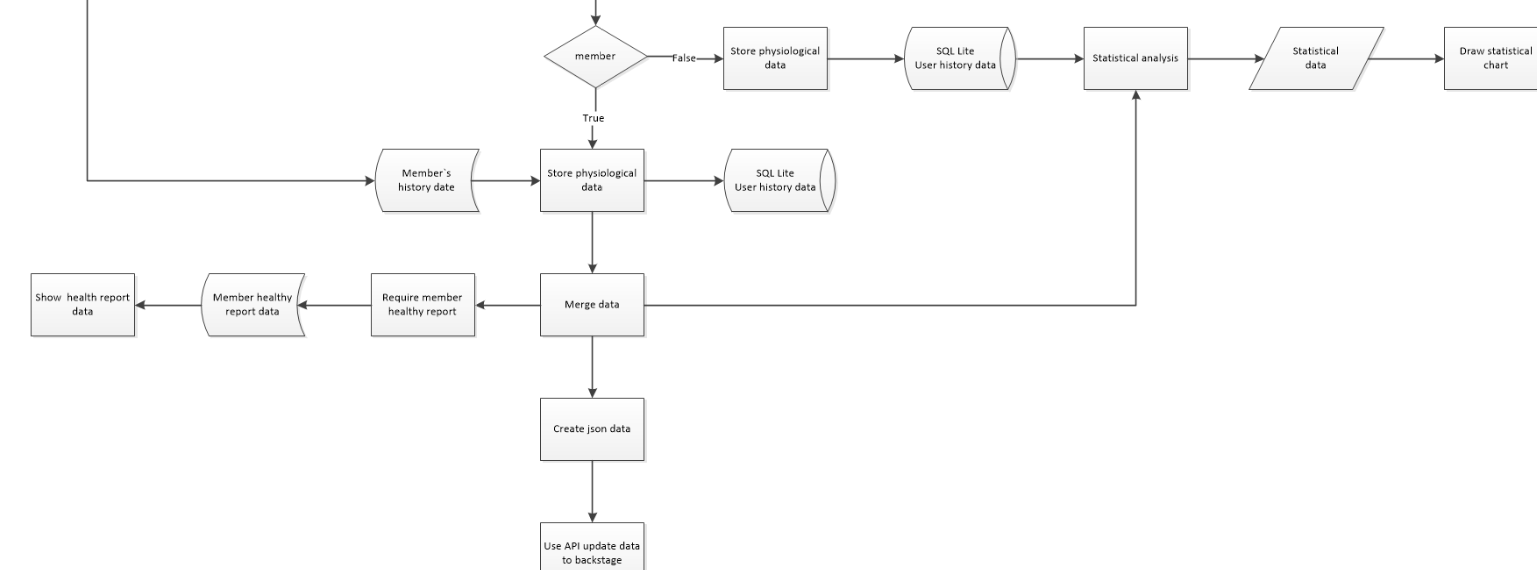 member
False
Store physiological
data
SQL Lite
User history data
Statistical analysis
Statistical
data
Draw statistical
chart
True
Member`s
history date
Store physiological
data
SQL Lite
User history data
Show  health report
data
Member healthy
report data
Require member
healthy report
Merge data
Create json data
Use API update data
to backstage